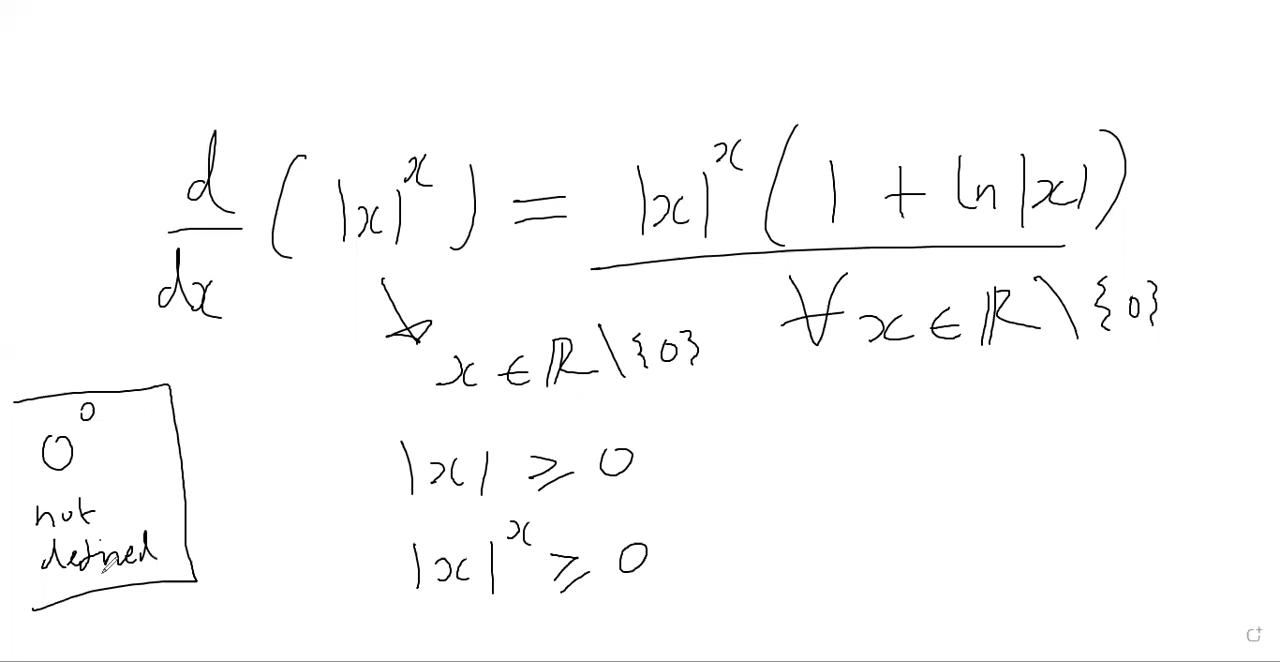 d/dx (|x|^x) = |x|^x (1 + ln|x|)
x ∈ ℝ \ {0}
∀ x ∈ ℝ \ {0}
0^0
not
defined
|x| ≥ 0
|x|^x ≥ 0